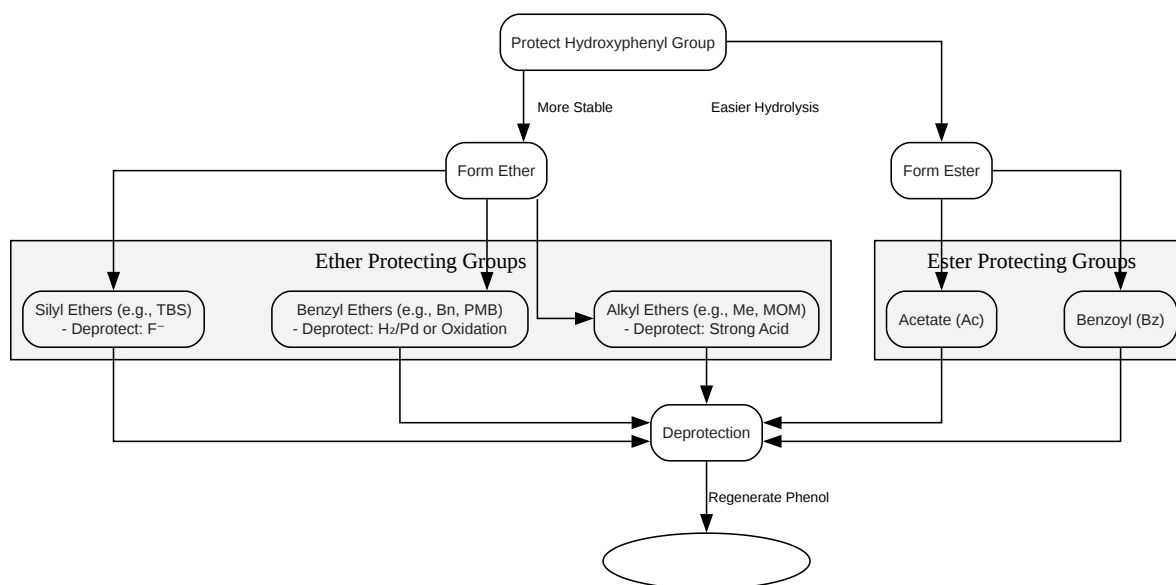 Protect Hydroxyphenyl Group
More Stable
Easier Hydrolysis
Form Ether
Form Ester
Ether Protecting Groups
Ester Protecting Groups
Silyl Ethers (e.g., TBS)
- Deprotect: F⁻
Benzyl Ethers (e.g., Bn, PMB)
- Deprotect: H₂/Pd or Oxidation
Alkyl Ethers (e.g., Me, MOM)
- Deprotect: Strong Acid
Acetate (Ac)
Benzoyl (Bz)
Deprotection
Regenerate Phenol